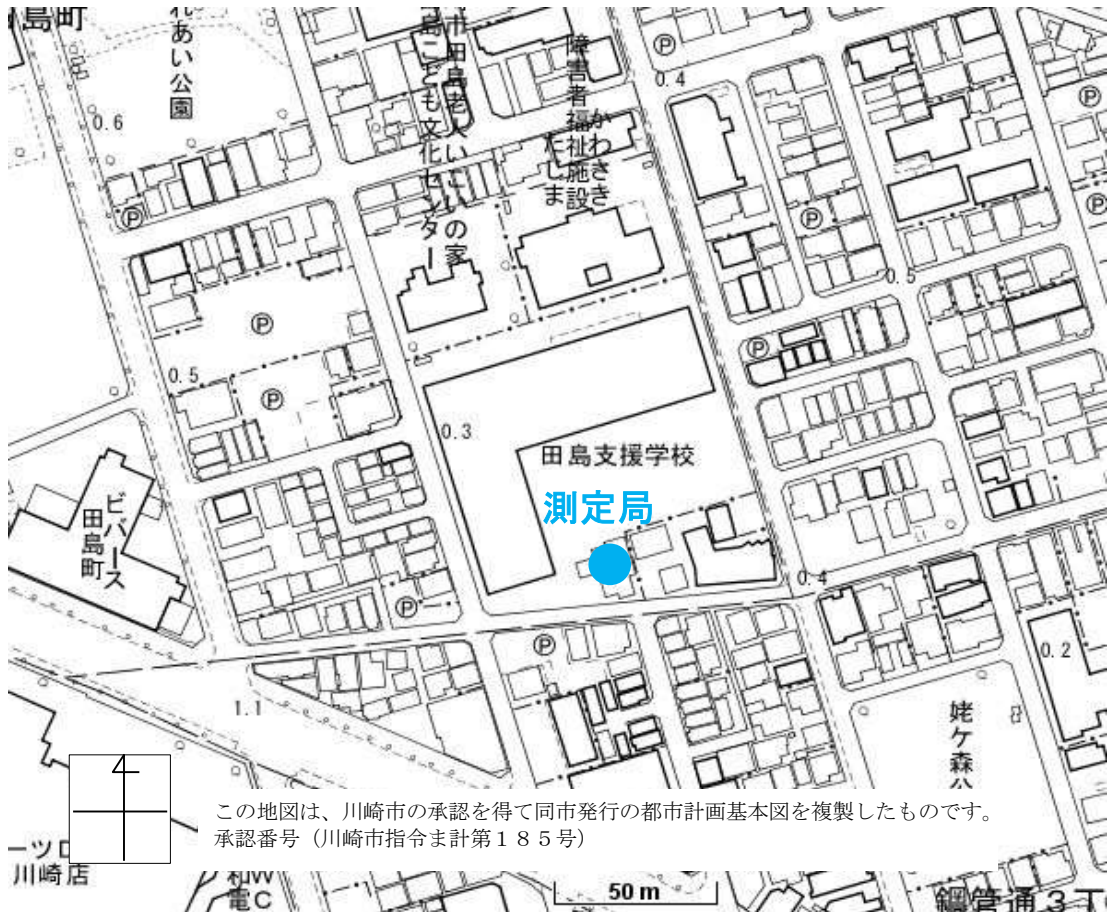 島町
れあい公園
市田島老人いこいの家
島こども文化センター
障害者福祉施設
かわさき
たしま
Ⓟ
0.4
Ⓟ
0.6
Ⓟ
Ⓟ
Ⓟ
0.5
Ⓟ
Ⓟ
0.5
Ⓟ
0.3
田島支援学校
測定局
ビバース
田島町
0.4
Ⓟ
Ⓟ
0.2
1.1
姥ケ森公
この地図は、川崎市の承認を得て同市発行の都市計画基本図を複製したものです。
承認番号（川崎市指令ま計第１８５号）
川崎店
50 m
鋼管通３丁